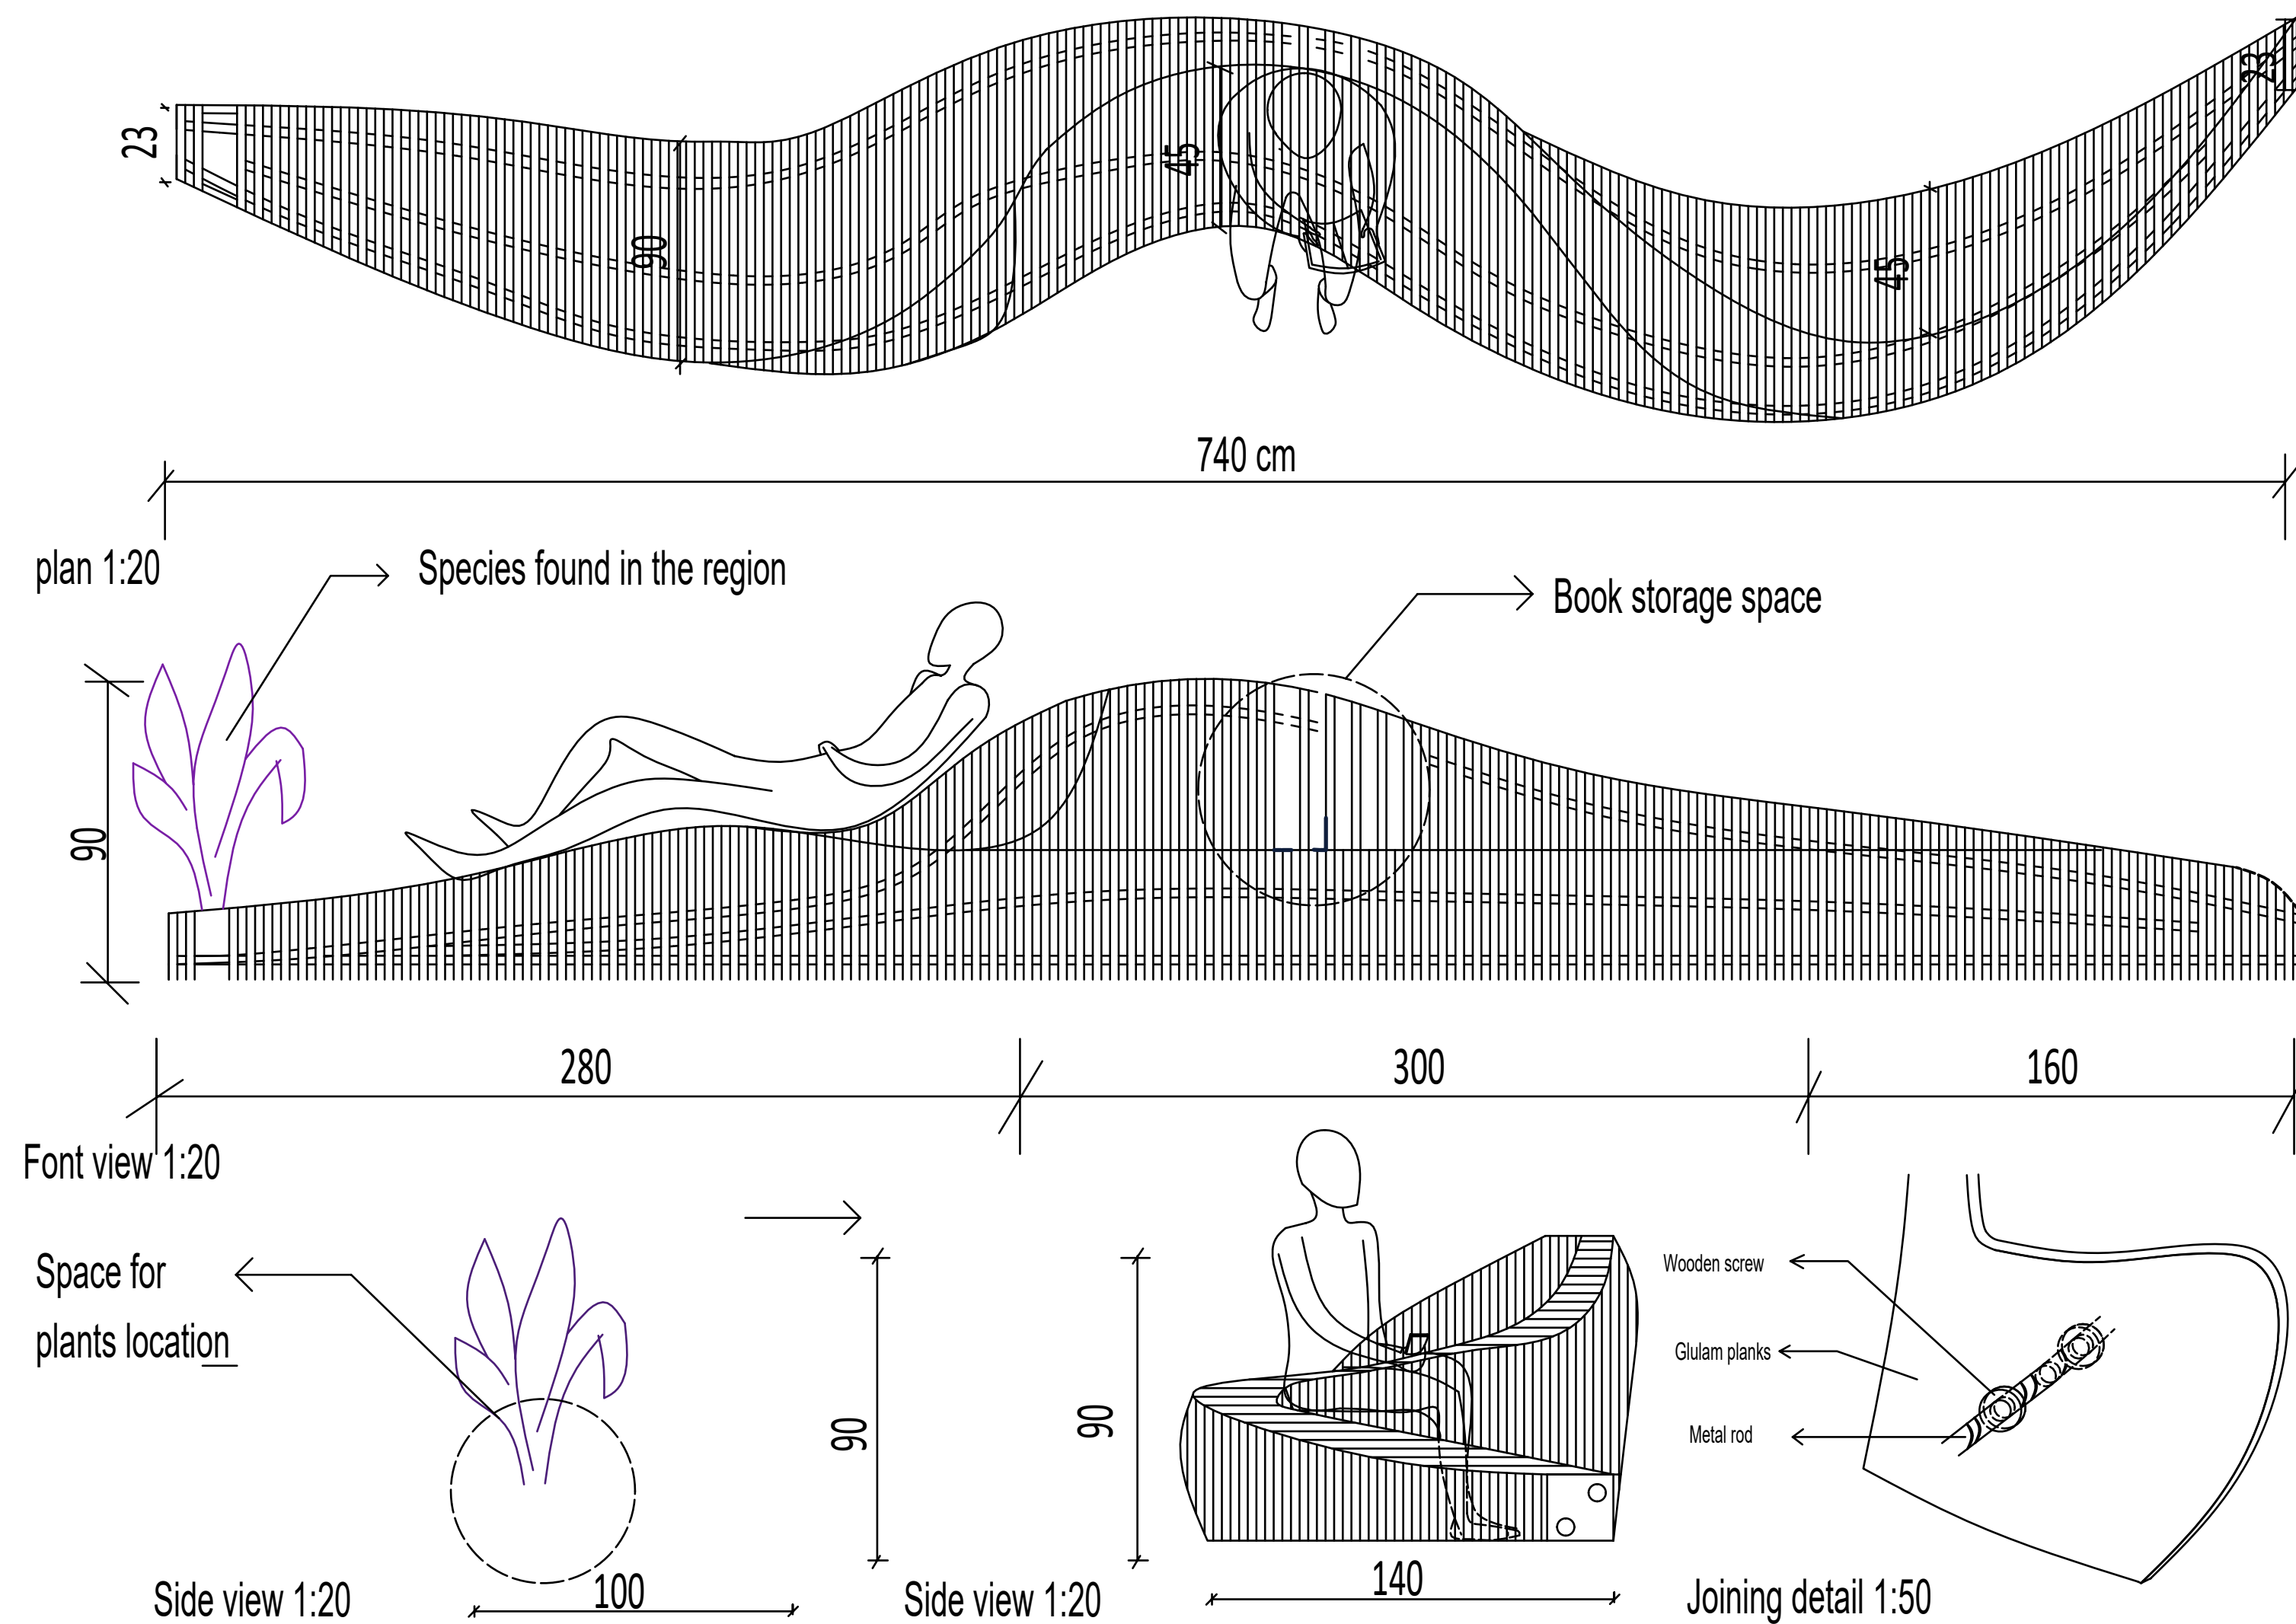 23
90
45
45
23
740 cm
plan 1:20
Species found in the region
Book storage space
90
280
300
160
Font view 1:20
Space for
plants location
90
90
Wooden screw
Glulam planks
Metal rod
Side view 1:20
100
Side view 1:20
140
Joining detail 1:50